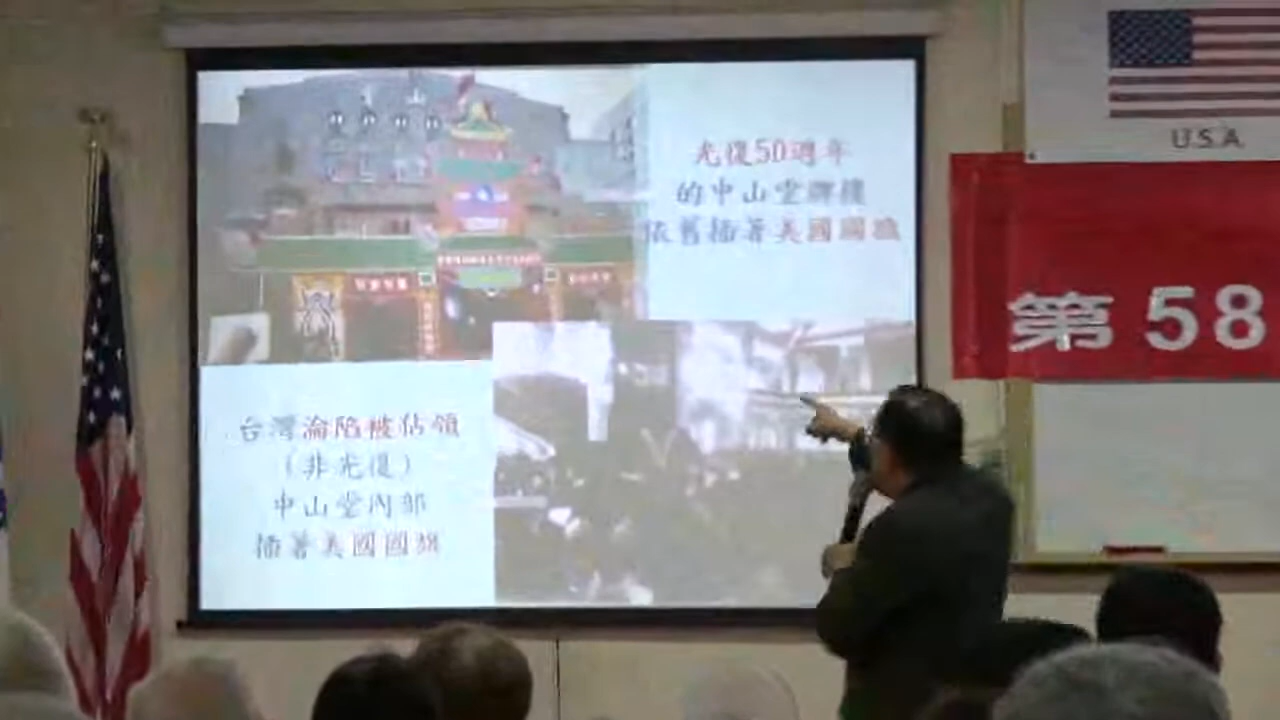 光復50週年
的中山堂牌樓
依舊插著美國國旗
台灣淪陷被佔領
(非光復)
中山堂內部
插著美國國旗
U.S.A.
第 58